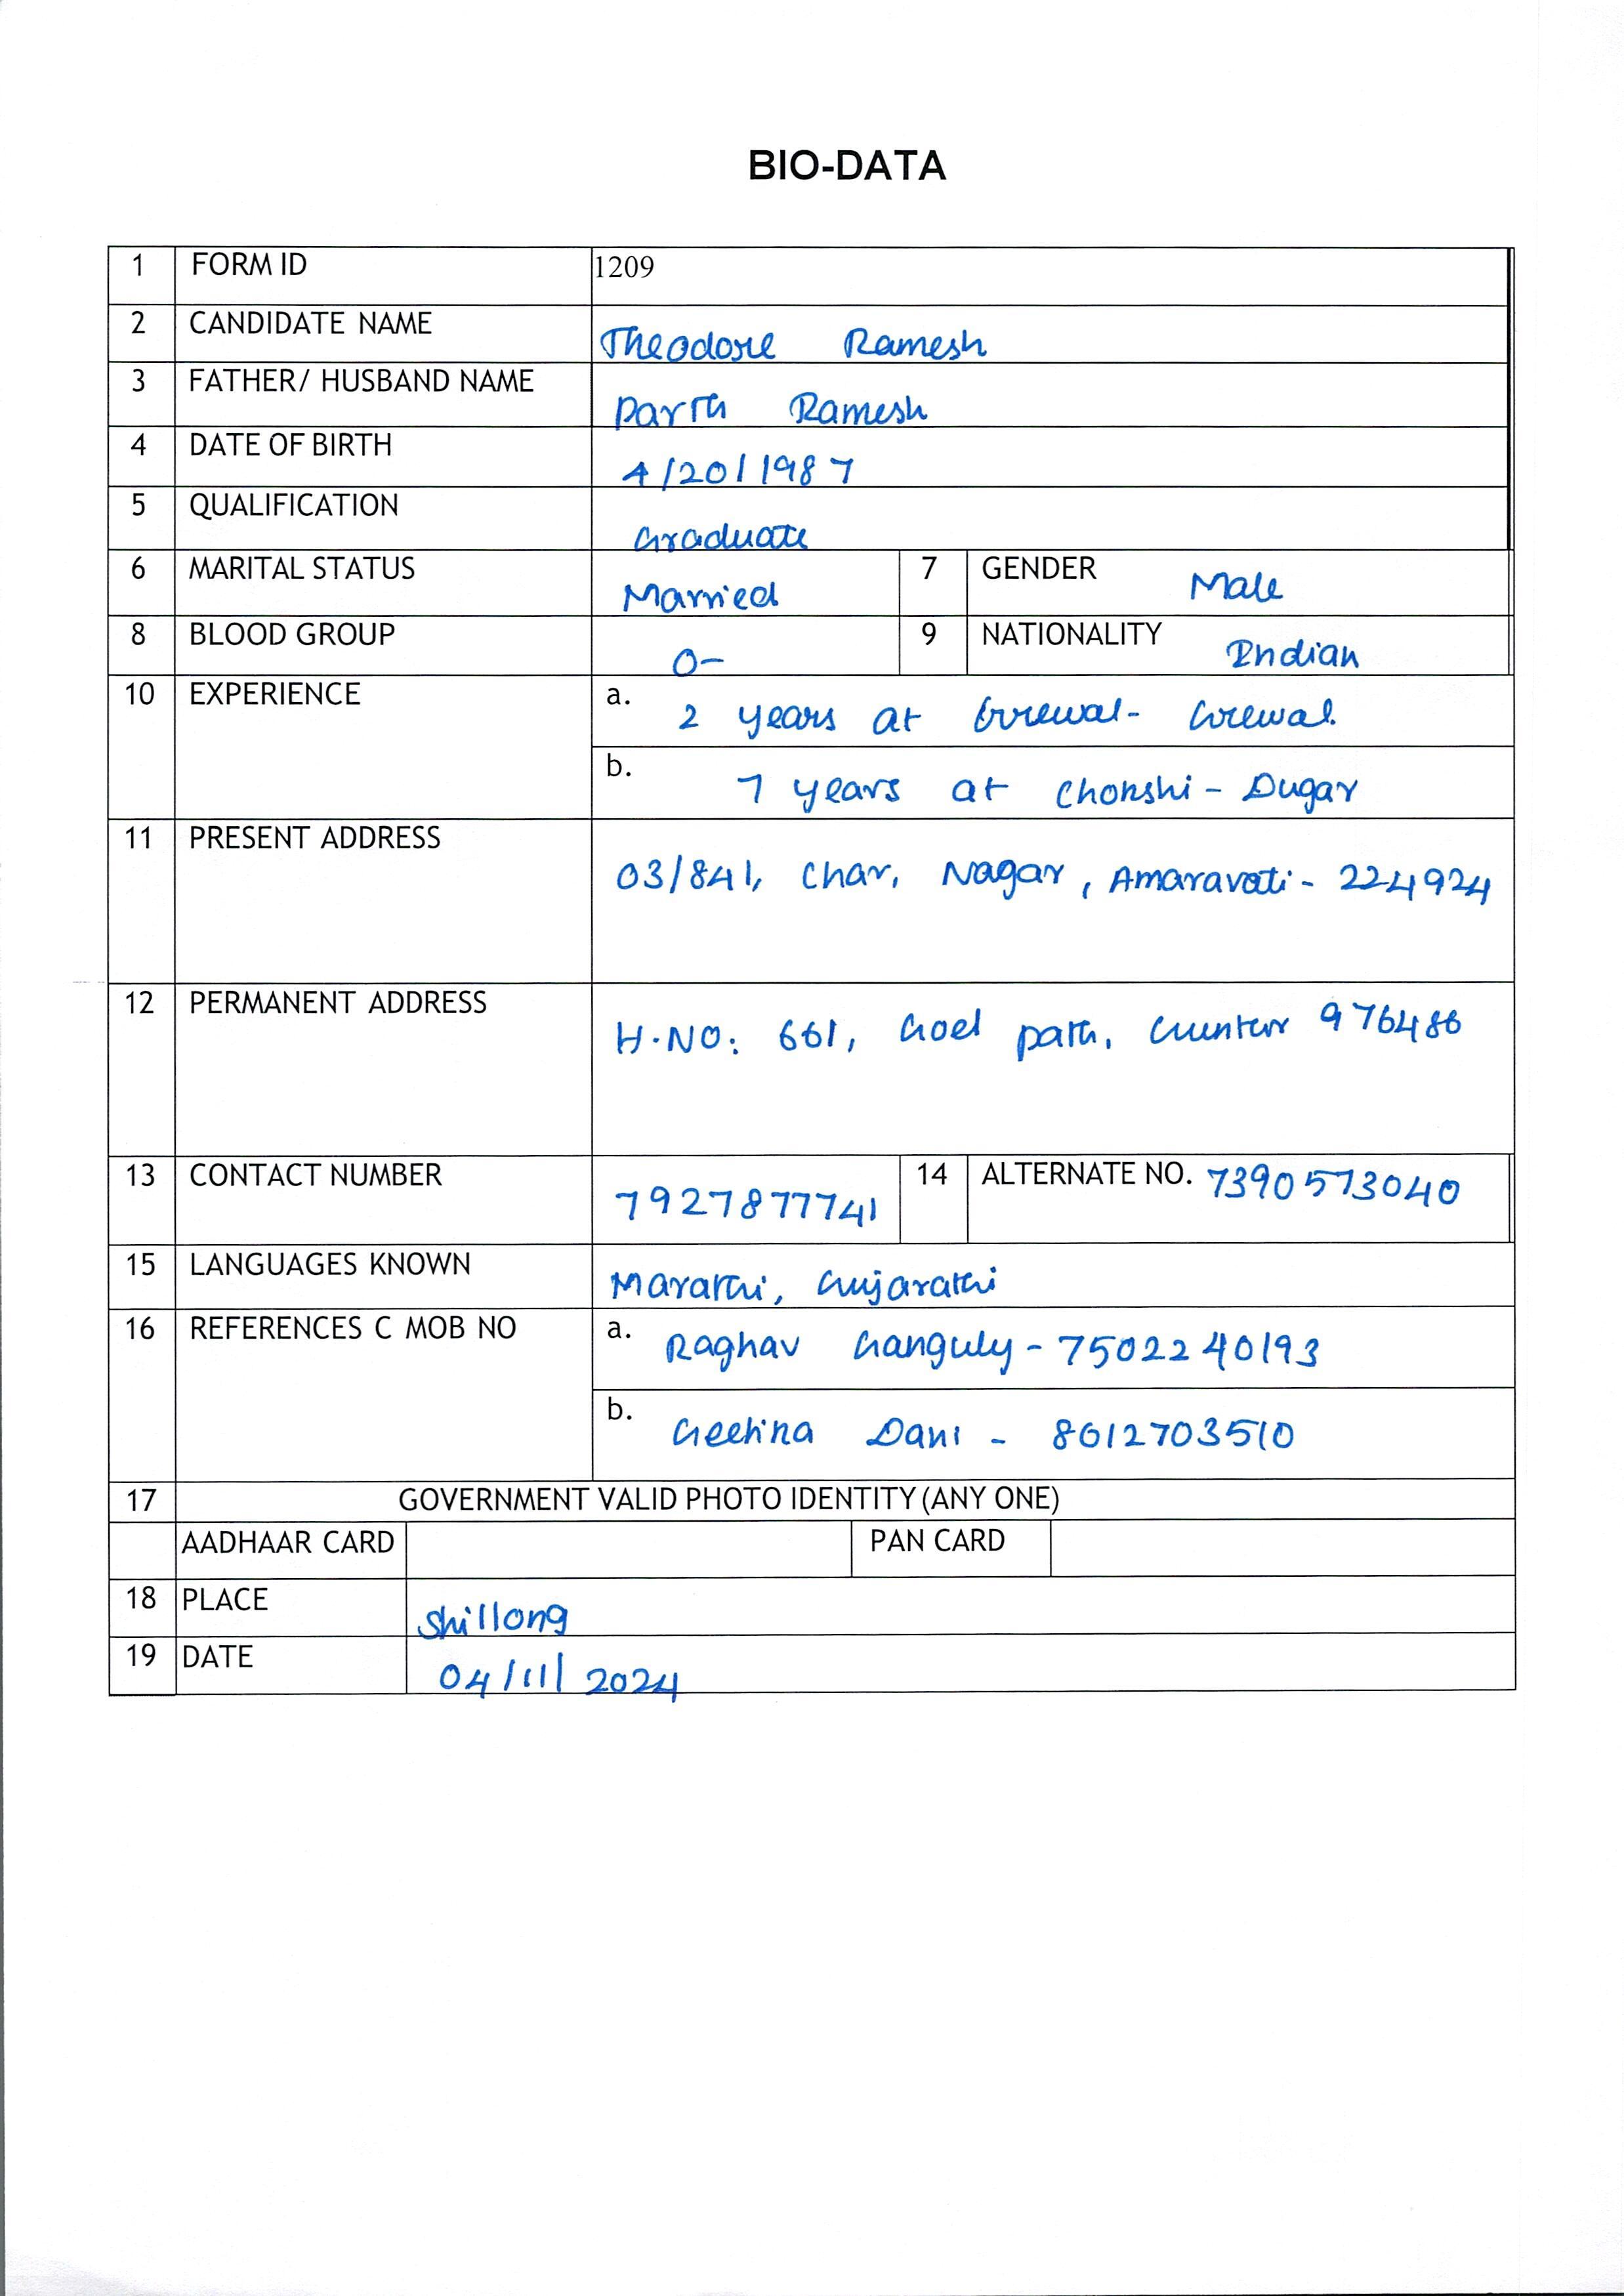 BIO-DATA
1 FORM ID 1209
2 CANDIDATE NAME Theodore Ramesh
3 FATHER/ HUSBAND NAME Parth Ramesh
4 DATE OF BIRTH 4/20/1987
5 QUALIFICATION Graduate
6 MARITAL STATUS Married 7 GENDER Male
8 BLOOD GROUP O- 9 NATIONALITY Indian
10 EXPERIENCE a. 2 years at Grewal- Grewal.
b. 7 years at Chokshi - Dugar
11 PRESENT ADDRESS 03/841, Char, Nagar, Amaravati - 224924
12 PERMANENT ADDRESS H.NO: 661, Goel path, Guntur 976486
13 CONTACT NUMBER 7927877741 14 ALTERNATE NO. 7390573040
15 LANGUAGES KNOWN Marathi, Gujarathi
16 REFERENCES C MOB NO a. Raghav Ganguly - 7502240193
b. Dani - 8612703510
17 GOVERNMENT VALID PHOTO IDENTITY (ANY ONE)
AADHAAR CARD PAN CARD
18 PLACE Shillong
19 DATE 04/11/2024